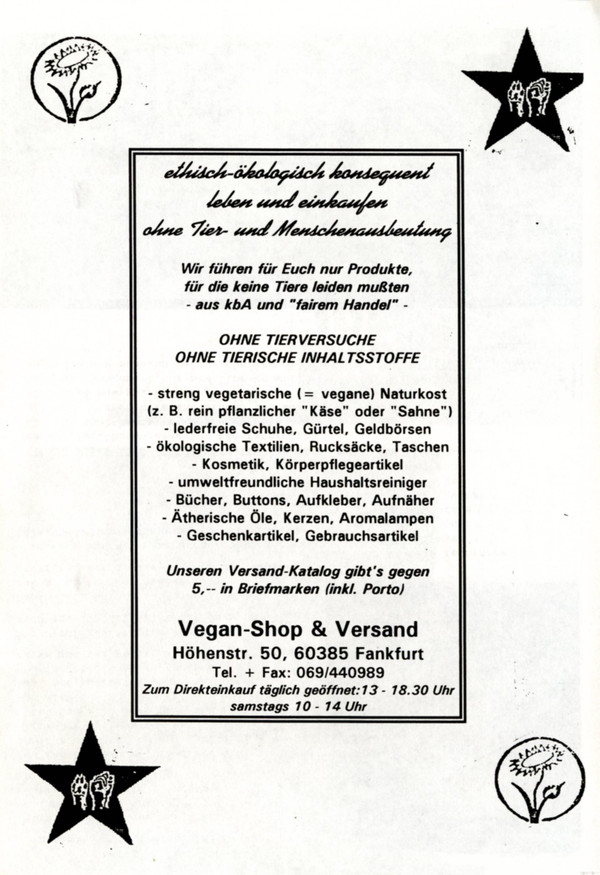 ethisch-ökologisch konsequent
leben und einkaufen
ohne Tier- und Menschenausbeutung
Wir führen für Euch nur Produkte,
für die keine Tiere leiden mußten
- aus kbA und "fairem Handel" -
OHNE TIERVERSUCHE
OHNE TIERISCHE INHALTSSTOFFE
- streng vegetarische (= vegane) Naturkost
(z. B. rein pflanzlicher "Käse" oder "Sahne")
- lederfreie Schuhe, Gürtel, Geldbörsen
- ökologische Textilien, Rucksäcke, Taschen
- Kosmetik, Körperpflegeartikel
- umweltfreundliche Haushaltsreiniger
- Bücher, Buttons, Aufkleber, Aufnäher
- Ätherische Öle, Kerzen, Aromalampen
- Geschenkartikel, Gebrauchsartikel
Unseren Versand-Katalog gibt's gegen
5,-- in Briefmarken (inkl. Porto)
Vegan-Shop & Versand
Höhenstr. 50, 60385 Fankfurt
Tel. + Fax: 069/440989
Zum Direkteinkauf täglich geöffnet:13 - 18.30 Uhr
samstags 10 - 14 Uhr